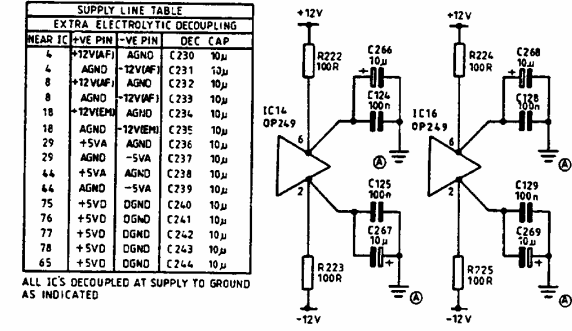 SUPPLY LINE TABLE
EXTRA ELECTROLYTIC DECOUPLING
NEAR IC +VE PIN -VE PIN DEC CAP
4 +12V(AF) AGND C230 10µ
4 AGND -12V(AF) C231 10µ
8 +12V(AF) AGND C232 10µ
8 AGND -12V(AF) C233 10µ
18 +12V(EM) AGND C234 10µ
18 AGND -12V(EM) C235 10µ
29 +5VA AGND C236 10µ
29 AGND -5VA C237 10µ
44 +5VA AGND C238 10µ
44 AGND -5VA C239 10µ
75 +5VD DGND C240 10µ
76 +5VD DGND C241 10µ
77 +5VD DGND C242 10µ
78 +5VD DGND C243 10µ
65 +5VD DGND C244 10µ
ALL IC'S DECOUPLED AT SUPPLY TO GROUND
AS INDICATED
+12V
R222
100R
C266
10µ
+
C124
100n
IC14
OP249
6
A
2
C125
100n
C267
10µ
+
R223
100R
A
-12V
+12V
R224
100R
C268
10µ
+
C128
100n
IC16
OP249
6
A
2
C129
100n
C269
10µ
+
R225
100R
A
-12V